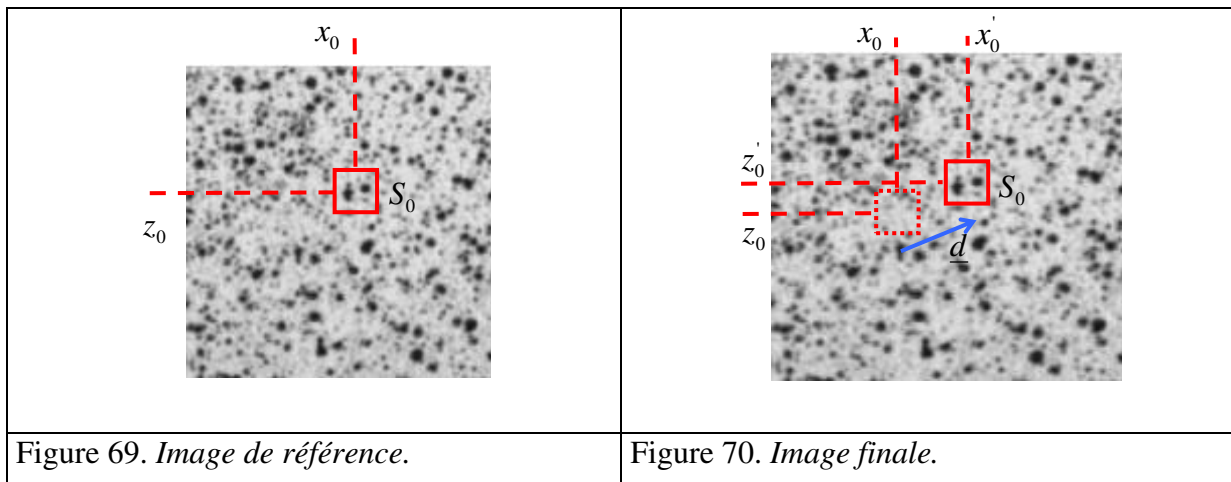 x₀
z₀
S₀
x₀ x₀'
z₀'
z₀
S₀
d
Figure 69. Image de référence.
Figure 70. Image finale.